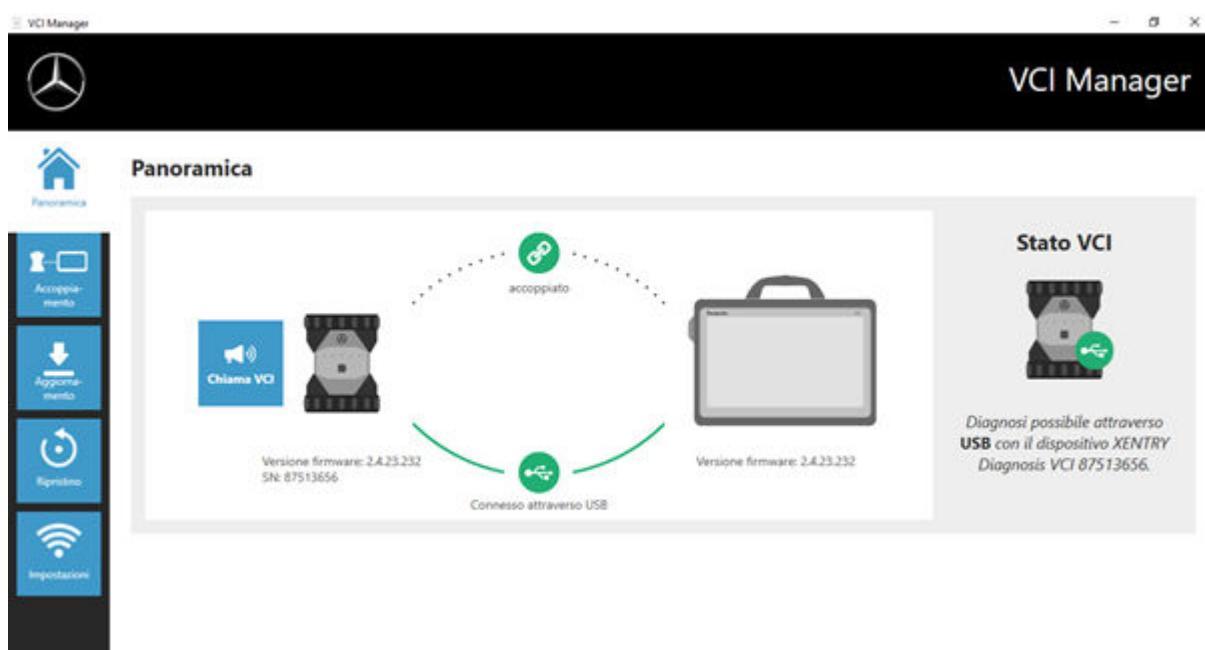 VCI Manager
VCI Manager
Panoramica
Panoramica
Accoppia-
mento
Aggiorna-
mento
Ripristino
Impostazioni
accoppiato
Chiama VCI
Versione firmware: 2.4.23.232
SN: 87513656
Connesso attraverso USB
Versione firmware: 2.4.23.232
Stato VCI
Diagnosi possibile attraverso
USB con il dispositivo XENTRY
Diagnosis VCI 87513656.